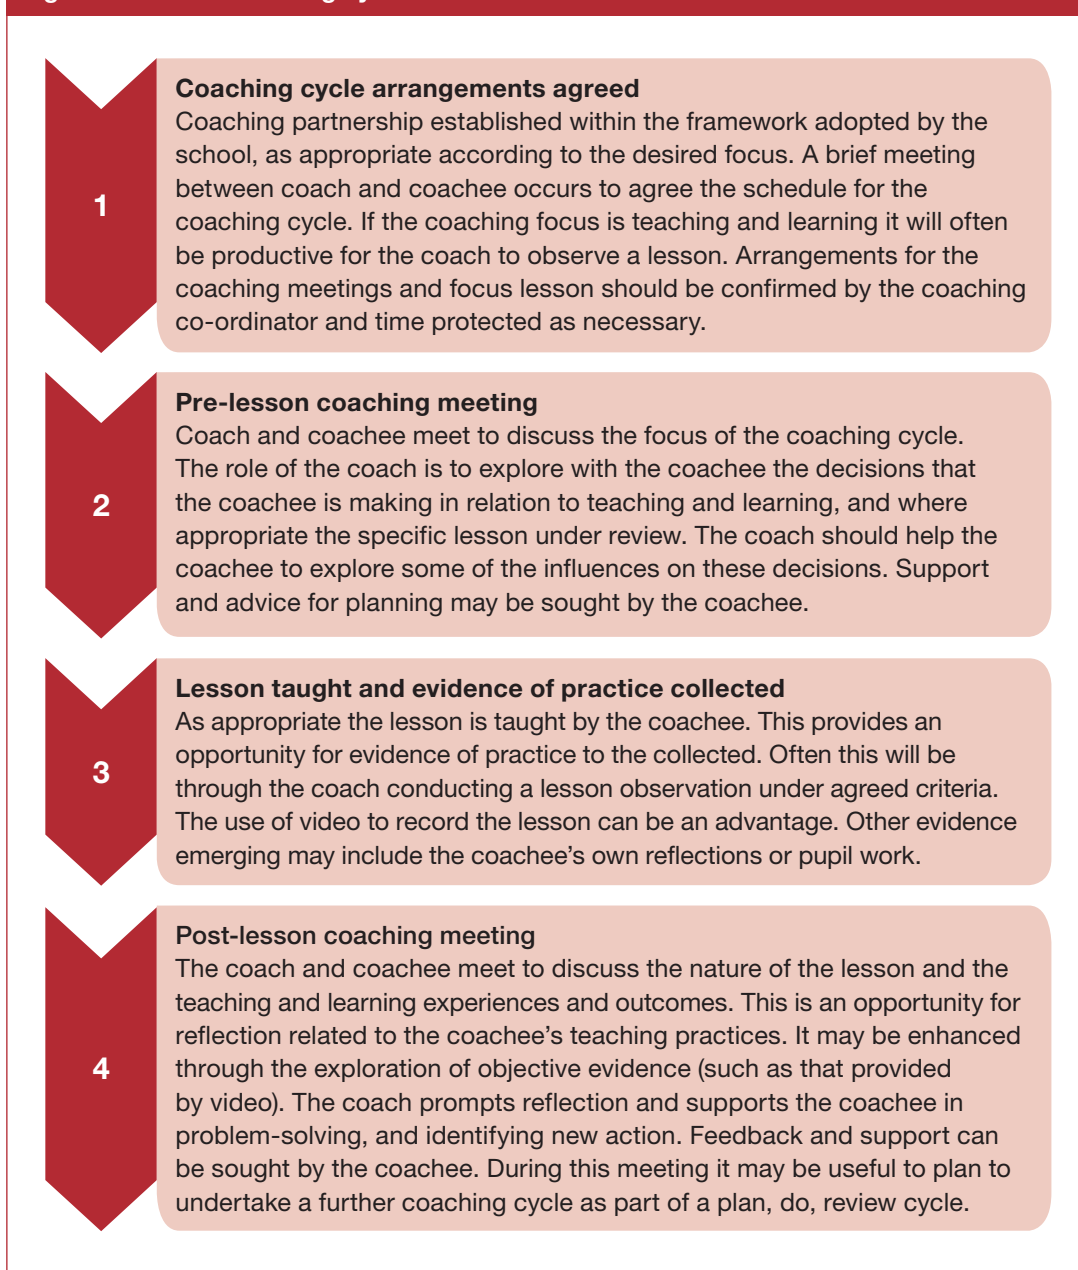 1
Coaching cycle arrangements agreed
Coaching partnership established within the framework adopted by the
school, as appropriate according to the desired focus. A brief meeting
between coach and coachee occurs to agree the schedule for the
coaching cycle. If the coaching focus is teaching and learning it will often
be productive for the coach to observe a lesson. Arrangements for the
coaching meetings and focus lesson should be confirmed by the coaching
co-ordinator and time protected as necessary.
2
Pre-lesson coaching meeting
Coach and coachee meet to discuss the focus of the coaching cycle.
The role of the coach is to explore with the coachee the decisions that
the coachee is making in relation to teaching and learning, and where
appropriate the specific lesson under review. The coach should help the
coachee to explore some of the influences on these decisions. Support
and advice for planning may be sought by the coachee.
3
Lesson taught and evidence of practice collected
As appropriate the lesson is taught by the coachee. This provides an
opportunity for evidence of practice to the collected. Often this will be
through the coach conducting a lesson observation under agreed criteria.
The use of video to record the lesson can be an advantage. Other evidence
emerging may include the coachee’s own reflections or pupil work.
4
Post-lesson coaching meeting
The coach and coachee meet to discuss the nature of the lesson and the
teaching and learning experiences and outcomes. This is an opportunity for
reflection related to the coachee’s teaching practices. It may be enhanced
through the exploration of objective evidence (such as that provided
by video). The coach prompts reflection and supports the coachee in
problem-solving, and identifying new action. Feedback and support can
be sought by the coachee. During this meeting it may be useful to plan to
undertake a further coaching cycle as part of a plan, do, review cycle.